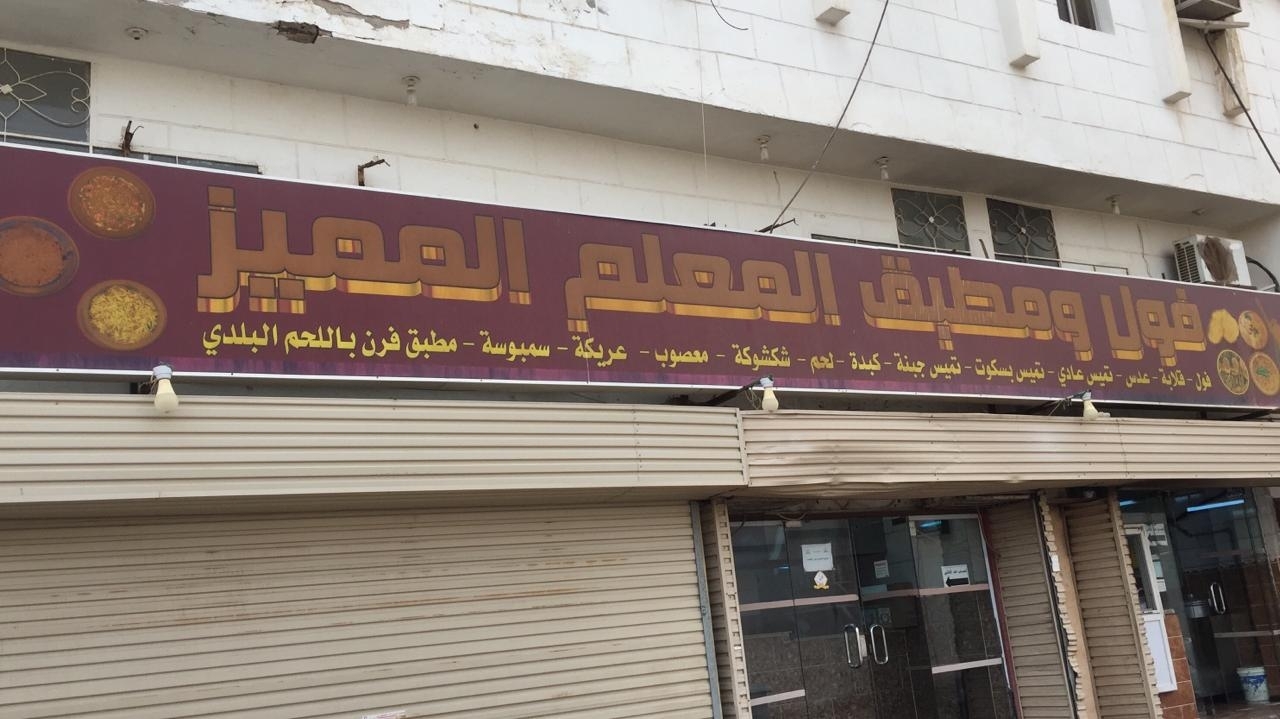 فول ومطبق المعلم المميز
فول - قلابة - عدس - تميس عادي - تميس بسكوت - تميس جبنة - كبدة - لحم - شكشوكة - معصوب - عريكة - سمبوسة - مطبق فرن باللحم البلدي